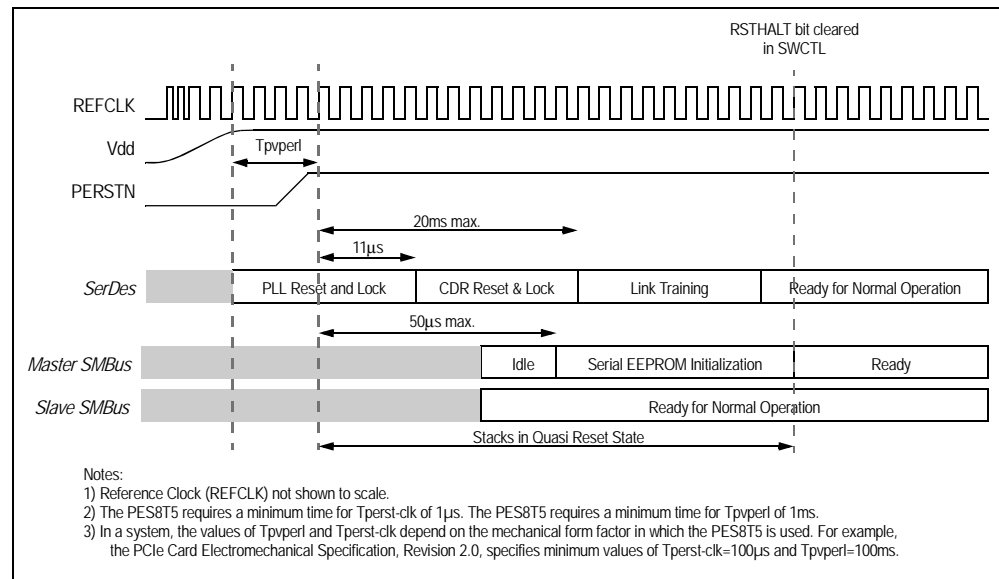 RSTHALT bit cleared
in SWCTL
REFCLK
Vdd
Tpvperl
PERSTN
20ms max.
11μs
SerDes
PLL Reset and Lock
CDR Reset & Lock
Link Training
Ready for Normal Operation
50μs max.
Master SMBus
Idle
Serial EEPROM Initialization
Ready
Slave SMBus
Ready for Normal Operation
Stacks in Quasi Reset State
Notes:
1) Reference Clock (REFCLK) not shown to scale.
2) The PES8T5 requires a minimum time for Tperst-clk of 1μs. The PES8T5 requires a minimum time for Tpvperl of 1ms.
3) In a system, the values of Tpvperl and Tperst-clk depend on the mechanical form factor in which the PES8T5 is used. For example,
the PCIe Card Electromechanical Specification, Revision 2.0, specifies minimum values of Tperst-clk=100μs and Tpvperl=100ms.